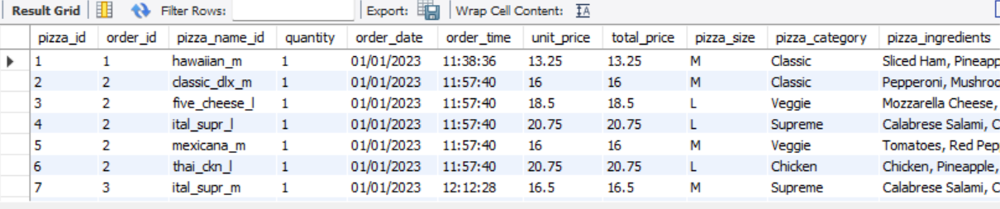 Result Grid Filter Rows: Export: Wrap Cell Content:
pizza_id order_id pizza_name_id quantity order_date order_time unit_price total_price pizza_size pizza_category pizza_ingredients
1 1 hawaiian_m 1 01/01/2023 11:38:36 13.25 13.25 M Classic Sliced Ham, Pineapp
2 2 classic_dlx_m 1 01/01/2023 11:57:40 16 16 M Classic Pepperoni, Mushroo
3 2 five_cheese_l 1 01/01/2023 11:57:40 18.5 18.5 L Veggie Mozzarella Cheese,
4 2 ital_supr_l 1 01/01/2023 11:57:40 20.75 20.75 L Supreme Calabrese Salami, C
5 2 mexicana_m 1 01/01/2023 11:57:40 16 16 M Veggie Tomatoes, Red Pep
6 2 thai_ckn_l 1 01/01/2023 11:57:40 20.75 20.75 L Chicken Chicken, Pineapple,
7 3 ital_supr_m 1 01/01/2023 12:12:28 16.5 16.5 M Supreme Calabrese Salami, C